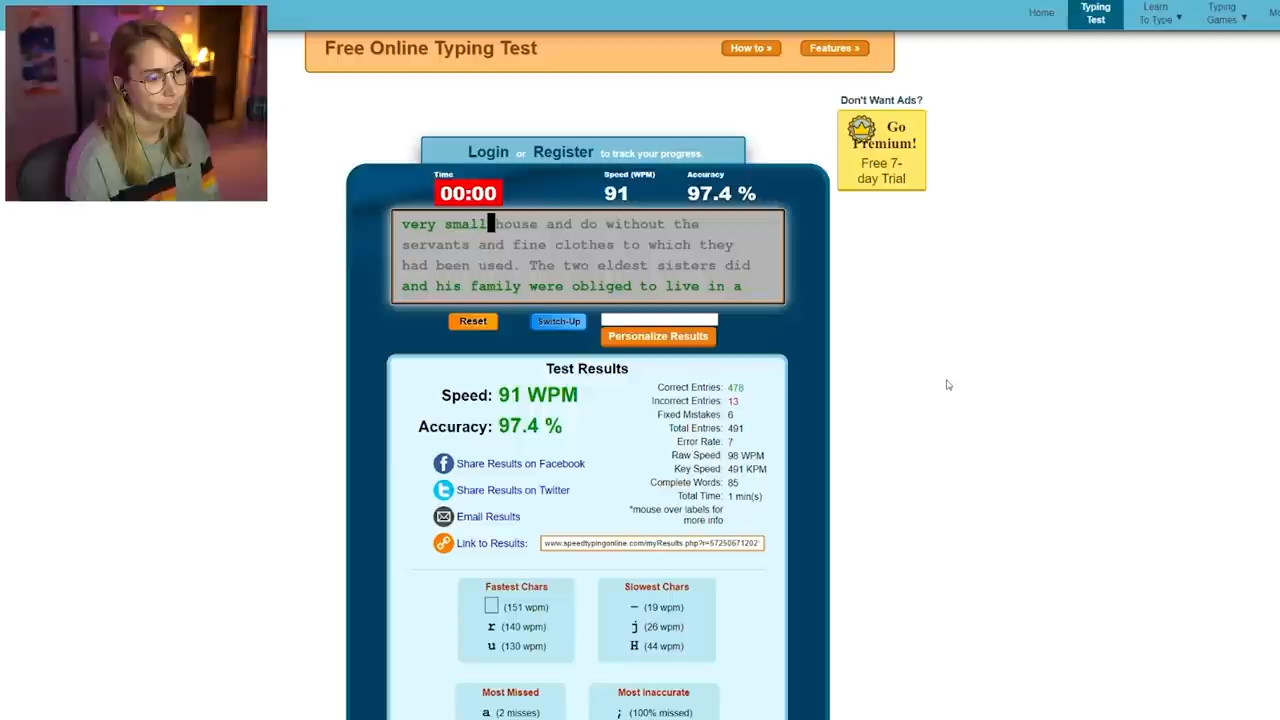 Home
Typing
Test
Learn
To Type
Typing
Games
Free Online Typing Test
How to »
Features »
Don't Want Ads?
Go
Premium!
Free 7-
day Trial
Login or Register to track your progress.
Time
Speed (WPM)
Accuracy
00:00
91
97.4 %
very small house and do without the
servants and fine clothes to which they
had been used. The two eldest sisters did
and his family were obliged to live in a
Reset
Switch-Up
Personalize Results
Test Results
Speed: 91 WPM
Accuracy: 97.4 %
Share Results on Facebook
Share Results on Twitter
Email Results
Link to Results:
www.speedtypingonline.com/myResults.php?r=57250671202
Correct Entries: 478
Incorrect Entries: 13
Fixed Mistakes: 6
Total Entries: 491
Error Rate: 7
Raw Speed: 98 WPM
Key Speed: 491 KPM
Complete Words: 85
Total Time: 1 min(s)
*mouse over labels for
more info
Fastest Chars
(151 wpm)
r (140 wpm)
u (130 wpm)
Slowest Chars
– (19 wpm)
j (26 wpm)
H (44 wpm)
Most Missed
a (2 misses)
Most Inaccurate
; (100% missed)